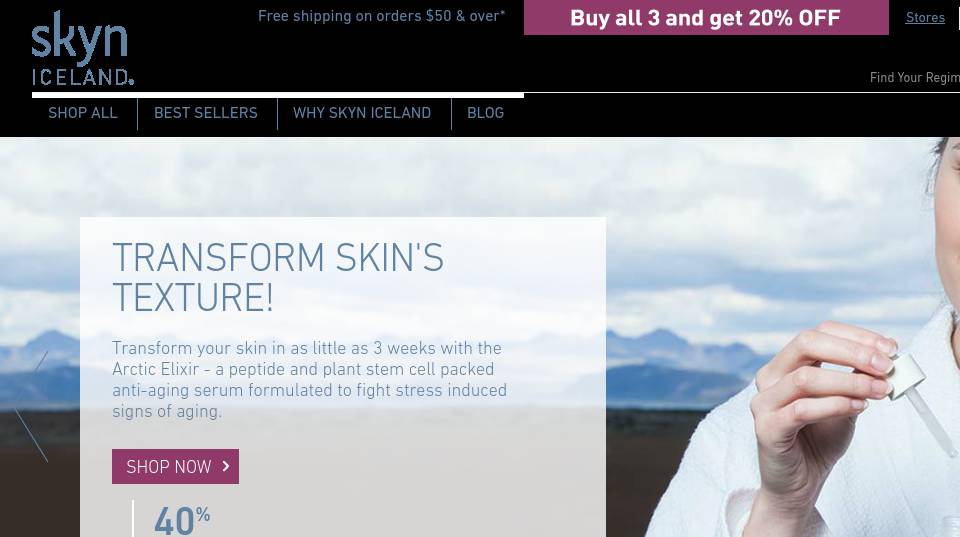 Free shipping on orders $50 & over*
Buy all 3 and get 20% OFF
Stores
skyn
ICELAND.
Find Your Regim
SHOP ALL
BEST SELLERS
WHY SKYN ICELAND
BLOG
TRANSFORM SKIN'S
TEXTURE!
Transform your skin in as little as 3 weeks with the
Arctic Elixir - a peptide and plant stem cell packed
anti-aging serum formulated to fight stress induced
signs of aging.
SHOP NOW
40%